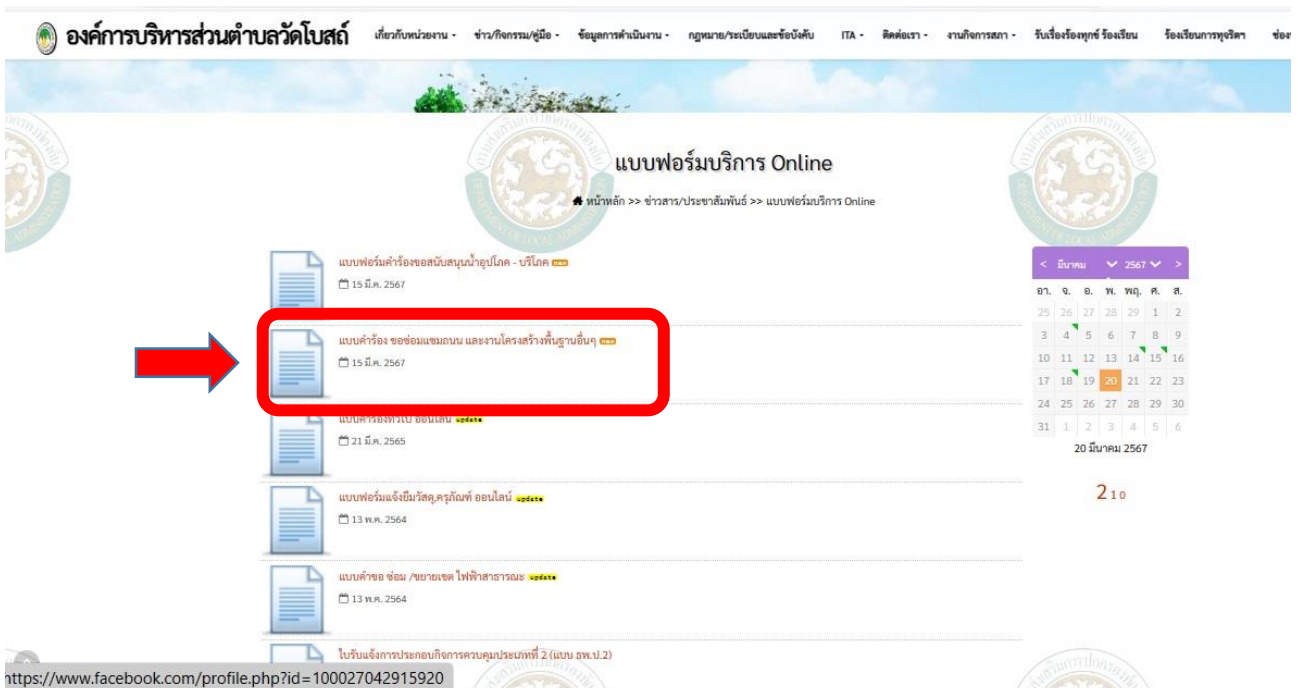 องค์การบริหารส่วนตำบลวัดโบสถ์
เกี่ยวกับหน่วยงาน - ข่าว/กิจกรรม/คู่มือ - ข้อมูลการดำเนินงาน - กฎหมาย/ระเบียบและข้อบังคับ ITA - ติดต่อเรา - งานกิจการสภา - รับเรื่องร้องทุกข์ ร้องเรียน ร้องเรียนการทุจริตฯ
แบบฟอร์มบริการ Online
หน้าหลัก >> ข่าวสาร/ประชาสัมพันธ์ >> แบบฟอร์มบริการ Online
แบบฟอร์มคำร้องขอสนับสนุนน้ำอุปโภค - บริโภค new
15 มี.ค. 2567
แบบคำร้อง ขอซ่อมแซมถนน และงานโครงสร้างพื้นฐานอื่นๆ new
15 มี.ค. 2567
แบบคำร้องทั่วไป ออนไลน์ update
21 มี.ค. 2565
แบบฟอร์มแจ้งยืมวัสดุ,ครุภัณฑ์ ออนไลน์ update
13 พ.ค. 2564
แบบคำขอ ซ่อม /ขยายเขต ไฟฟ้าสาธารณะ update
13 พ.ค. 2564
ใบรับแจ้งการประกอบกิจการควบคุมประเภทที่ 2 (แบบ ธพ.ป.2)
< มีนาคม 2567 >
อา. จ. อ. พ. พฤ. ศ. ส.
25 26 27 28 29 1 2
3 4 5 6 7 8 9
10 11 12 13 14 15 16
17 18 19 20 21 22 23
24 25 26 27 28 29 30
31 1 2 3 4 5 6
20 มีนาคม 2567
2 1 0
https://www.facebook.com/profile.php?id=100027042915920